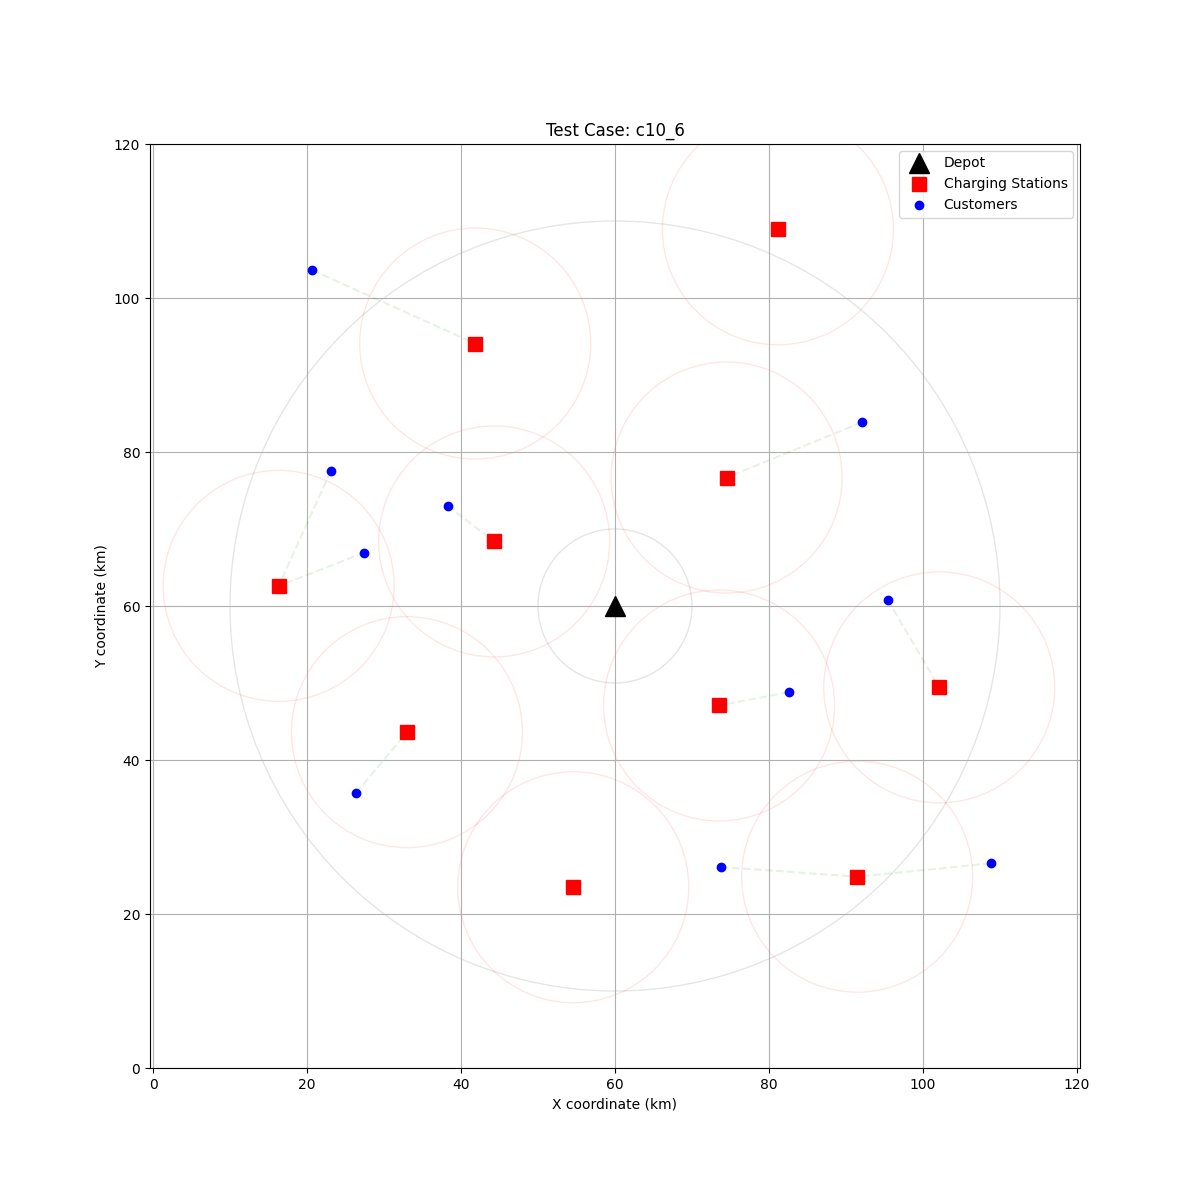 Test Case: c10_6
Depot
Charging Stations
Customers
120
100
80
60
40
20
0
Y coordinate (km)
0 20 40 60 80 100 120
X coordinate (km)